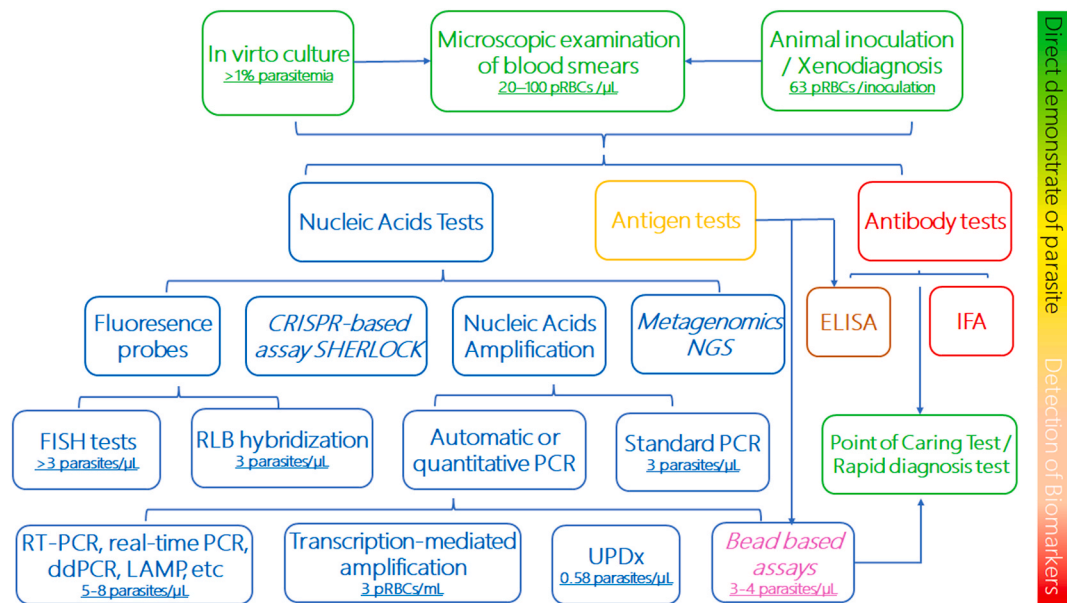 In virto culture
>1% parasitemia
Microscopic examination
of blood smears
20–100 pRBCs /µL
Animal inoculation
/ Xenodiagnosis
63 pRBCs /inoculation
Direct demonstrate of parasite
Nucleic Acids Tests
Antigen tests
Antibody tests
Fluoresence
probes
CRISPR-based
assay SHERLOCK
Nucleic Acids
Amplification
Metagenomics
NGS
ELISA
IFA
Detection of Biomarkers
FISH tests
>3 parasites/µL
RLB hybridization
3 parasites/µL
Automatic or
quantitative PCR
Standard PCR
3 parasites/µL
Point of Caring Test /
Rapid diagnosis test
RT-PCR, real-time PCR,
ddPCR, LAMP, etc
5-8 parasites/µL
Transcription-mediated
amplification
3 pRBCs/mL
UPDx
0.58 parasites/µL
Bead based
assays
3-4 parasites/µL